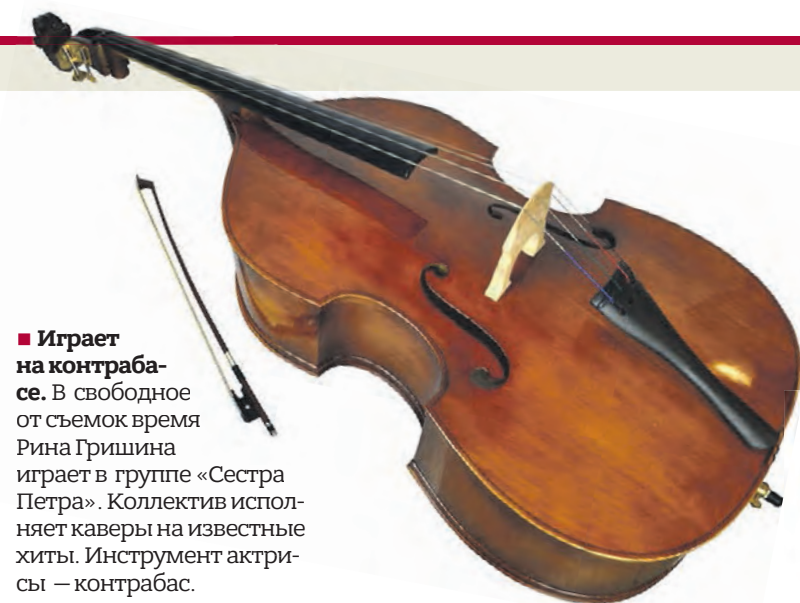 ■ Играет
на контраба-
се. В свободное
от съемок время
Рина Гришина
играет в группе «Сестра
Петра». Коллектив испол-
няет каверы на известные
хиты. Инструмент актри-
сы — контрабас.